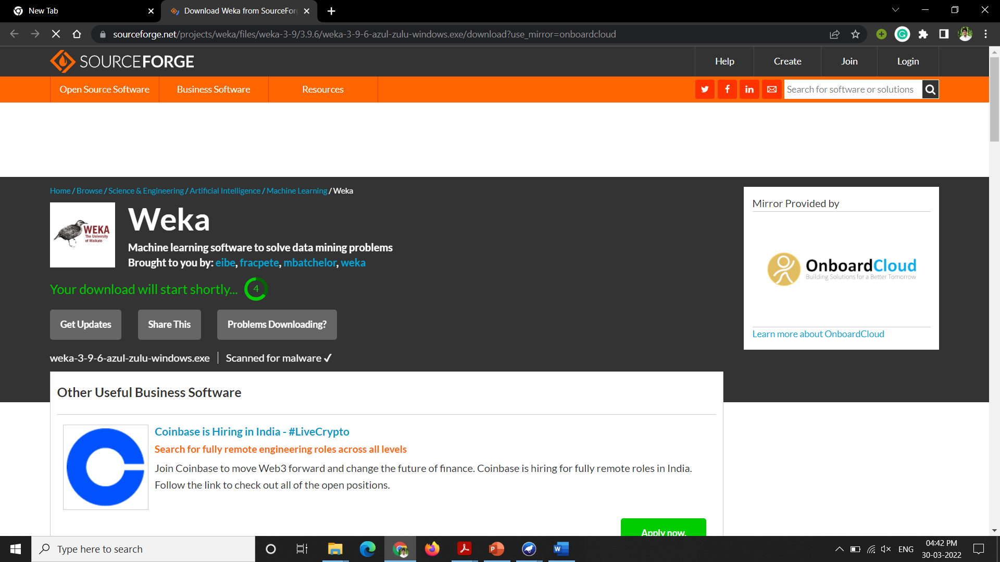 New Tab
Download Weka from SourceFor
sourceforge.net/projects/weka/files/weka-3-9/3.9.6/weka-3-9-6-azul-zulu-windows.exe/download?use_mirror=onboardcloud
SOURCEFORGE
Help
Create
Join
Login
Open Source Software
Business Software
Resources
Search for software or solutions
Home / Browse / Science & Engineering / Artificial Intelligence / Machine Learning / Weka
WEKA
The University
of Waikato
Weka
Machine learning software to solve data mining problems
Brought to you by: eibe, fracpete, mbatchelor, weka
Your download will start shortly... 4
Get Updates
Share This
Problems Downloading?
weka-3-9-6-azul-zulu-windows.exe
Scanned for malware ✓
Mirror Provided by
OnboardCloud
Building Solutions for a Better Tomorrow
Learn more about OnboardCloud
Other Useful Business Software
Coinbase is Hiring in India - #LiveCrypto
Search for fully remote engineering roles across all levels
Join Coinbase to move Web3 forward and change the future of finance. Coinbase is hiring for fully remote roles in India.
Follow the link to check out all of the open positions.
Apply now.
Type here to search
ENG
04:42 PM
30-03-2022